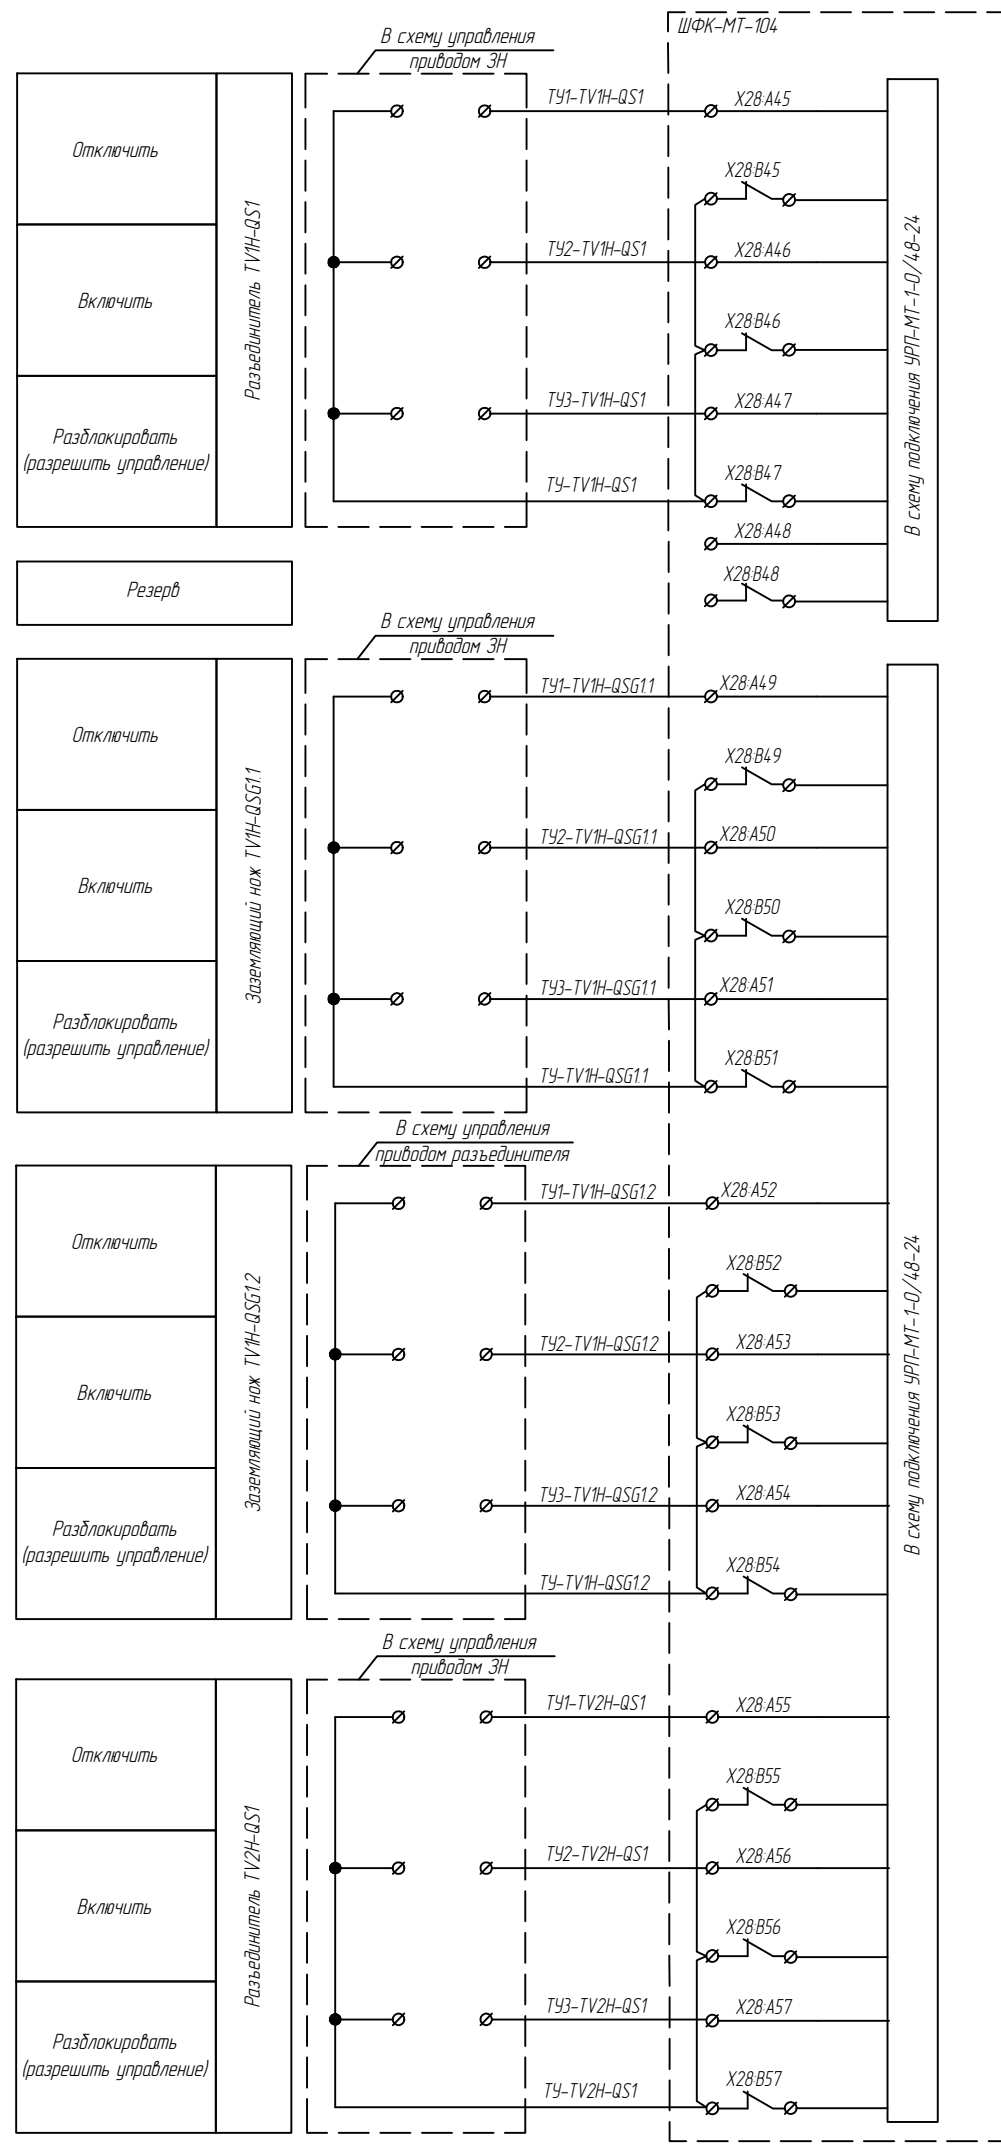 ШФК-МТ-104
В схему управления
приводом ЗН
Отключить
Включить
Разблокировать
(разрешить управление)
Разъединитель TV1H-QS1
ТУ1-TV1H-QS1
X28:A45
X28:B45
ТУ2-TV1H-QS1
X28:A46
X28:B46
ТУ3-TV1H-QS1
X28:A47
ТУ-TV1H-QS1
X28:B47
X28:A48
X28:B48
В схему подключения УРП-МТ-1-0/48-24
Резерв
В схему управления
приводом ЗН
Отключить
Включить
Разблокировать
(разрешить управление)
Заземляющий нож TV1H-QSG1.1
ТУ1-TV1H-QSG1.1
X28:A49
X28:B49
ТУ2-TV1H-QSG1.1
X28:A50
X28:B50
ТУ3-TV1H-QSG1.1
X28:A51
ТУ-TV1H-QSG1.1
X28:B51
В схему управления
приводом разъединителя
Отключить
Включить
Разблокировать
(разрешить управление)
Заземляющий нож TV1H-QSG1.2
ТУ1-TV1H-QSG1.2
X28:A52
X28:B52
ТУ2-TV1H-QSG1.2
X28:A53
X28:B53
ТУ3-TV1H-QSG1.2
X28:A54
ТУ-TV1H-QSG1.2
X28:B54
В схему подключения УРП-МТ-1-0/48-24
В схему управления
приводом ЗН
Отключить
Включить
Разблокировать
(разрешить управление)
Разъединитель TV2H-QS1
ТУ1-TV2H-QS1
X28:A55
X28:B55
ТУ2-TV2H-QS1
X28:A56
X28:B56
ТУ3-TV2H-QS1
X28:A57
ТУ-TV2H-QS1
X28:B57